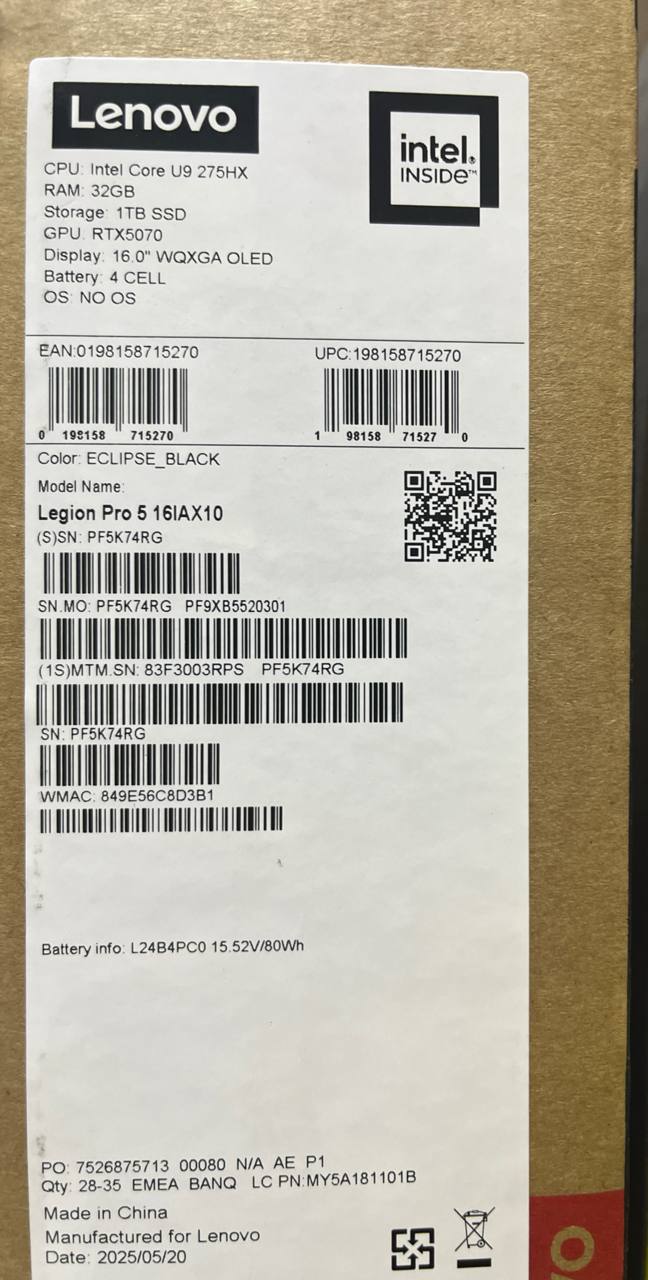 Lenovo
intel.
INSIDE™
CPU: Intel Core U9 275HX
RAM: 32GB
Storage: 1TB SSD
GPU: RTX5070
Display: 16.0" WQXGA OLED
Battery: 4 CELL
OS: NO OS
EAN:0198158715270
UPC:198158715270
0 198158 715270
1 98158 71527 0
Color: ECLIPSE_BLACK
Model Name:
Legion Pro 5 16IAX10
(S)SN: PF5K74RG
SN.MO: PF5K74RG PF9XB5520301
(1S)MTM.SN: 83F3003RPS PF5K74RG
SN: PF5K74RG
WMAC: 849E56C8D3B1
Battery info: L24B4PC0 15.52V/80Wh
PO: 7526875713 00080 N/A AE P1
Qty: 28-35 EMEA BANQ LC PN:MY5A181101B
Made in China
Manufactured for Lenovo
Date: 2025/05/20